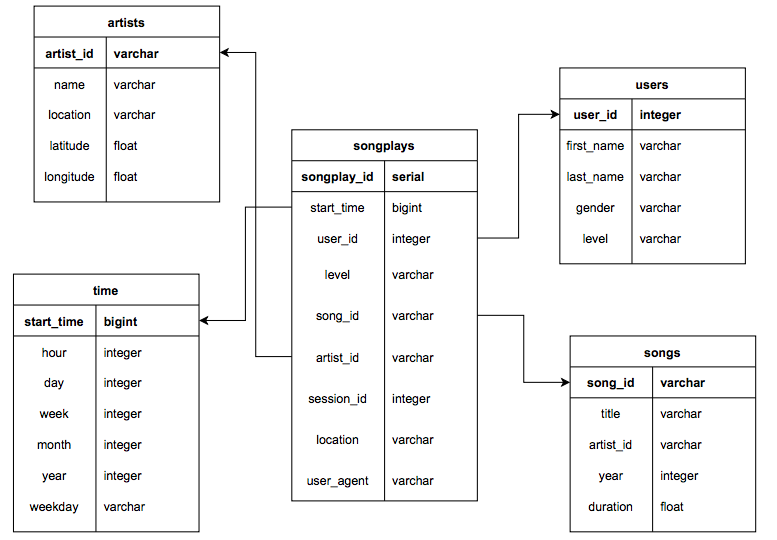 artists
artist_id varchar
name varchar
location varchar
latitude float
longitude float
time
start_time bigint
hour integer
day integer
week integer
month integer
year integer
weekday varchar
songplays
songplay_id serial
start_time bigint
user_id integer
level varchar
song_id varchar
artist_id varchar
session_id integer
location varchar
user_agent varchar
users
user_id integer
first_name varchar
last_name varchar
gender varchar
level varchar
songs
song_id varchar
title varchar
artist_id varchar
year integer
duration float